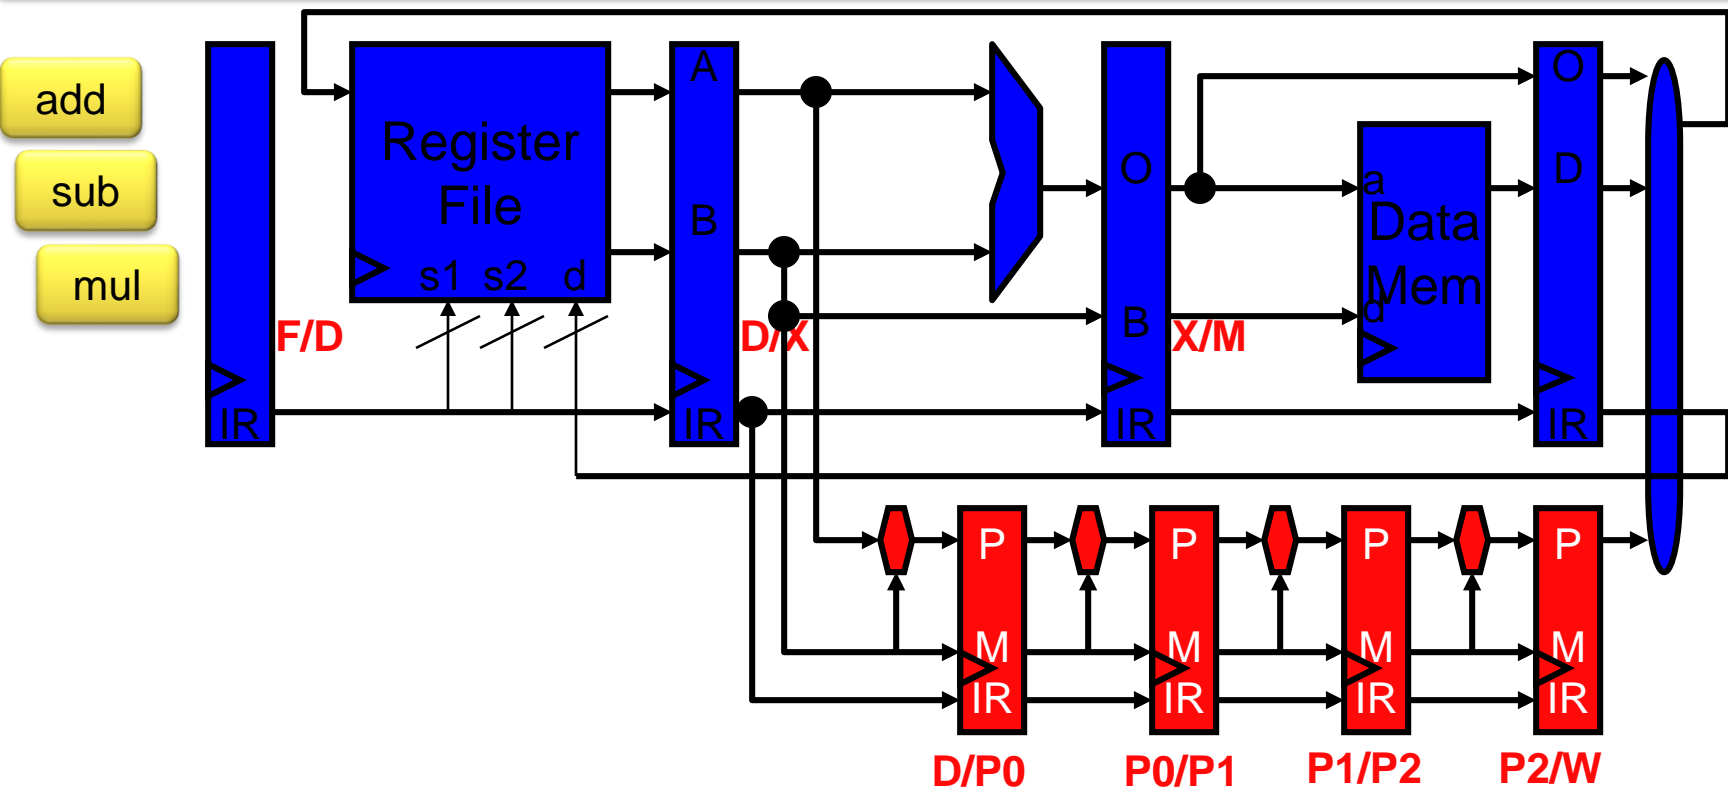 add
sub
mul
IR
F/D
Register
File
s1 s2 d
A
B
IR
D/X
O
B
IR
X/M
a
Data
Mem
d
O
D
IR
P
M
IR
D/P0
P
M
IR
P0/P1
P
M
IR
P1/P2
P
M
IR
P2/W